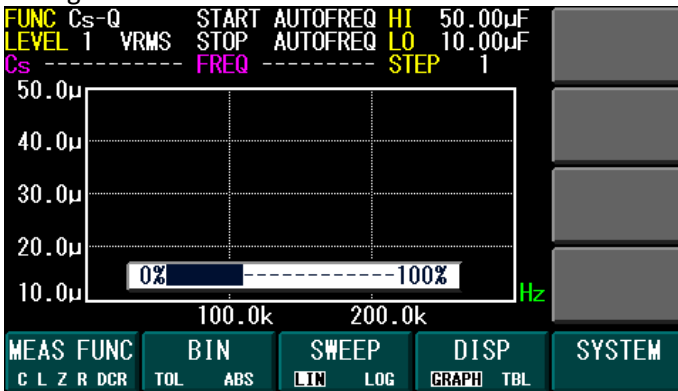 FUNC Cs-Q START AUTOFREQ HI 50.00µF
LEVEL 1 VRMS STOP AUTOFREQ LO 10.00µF
Cs ----------- FREQ --------- STEP 1
50.0µ
40.0µ
30.0µ
20.0µ
0% --------------100%
10.0µ Hz
100.0k 200.0k
MEAS FUNC BIN SWEEP DISP SYSTEM
C L Z R DCR TOL ABS LIN LOG GRAPH TBL